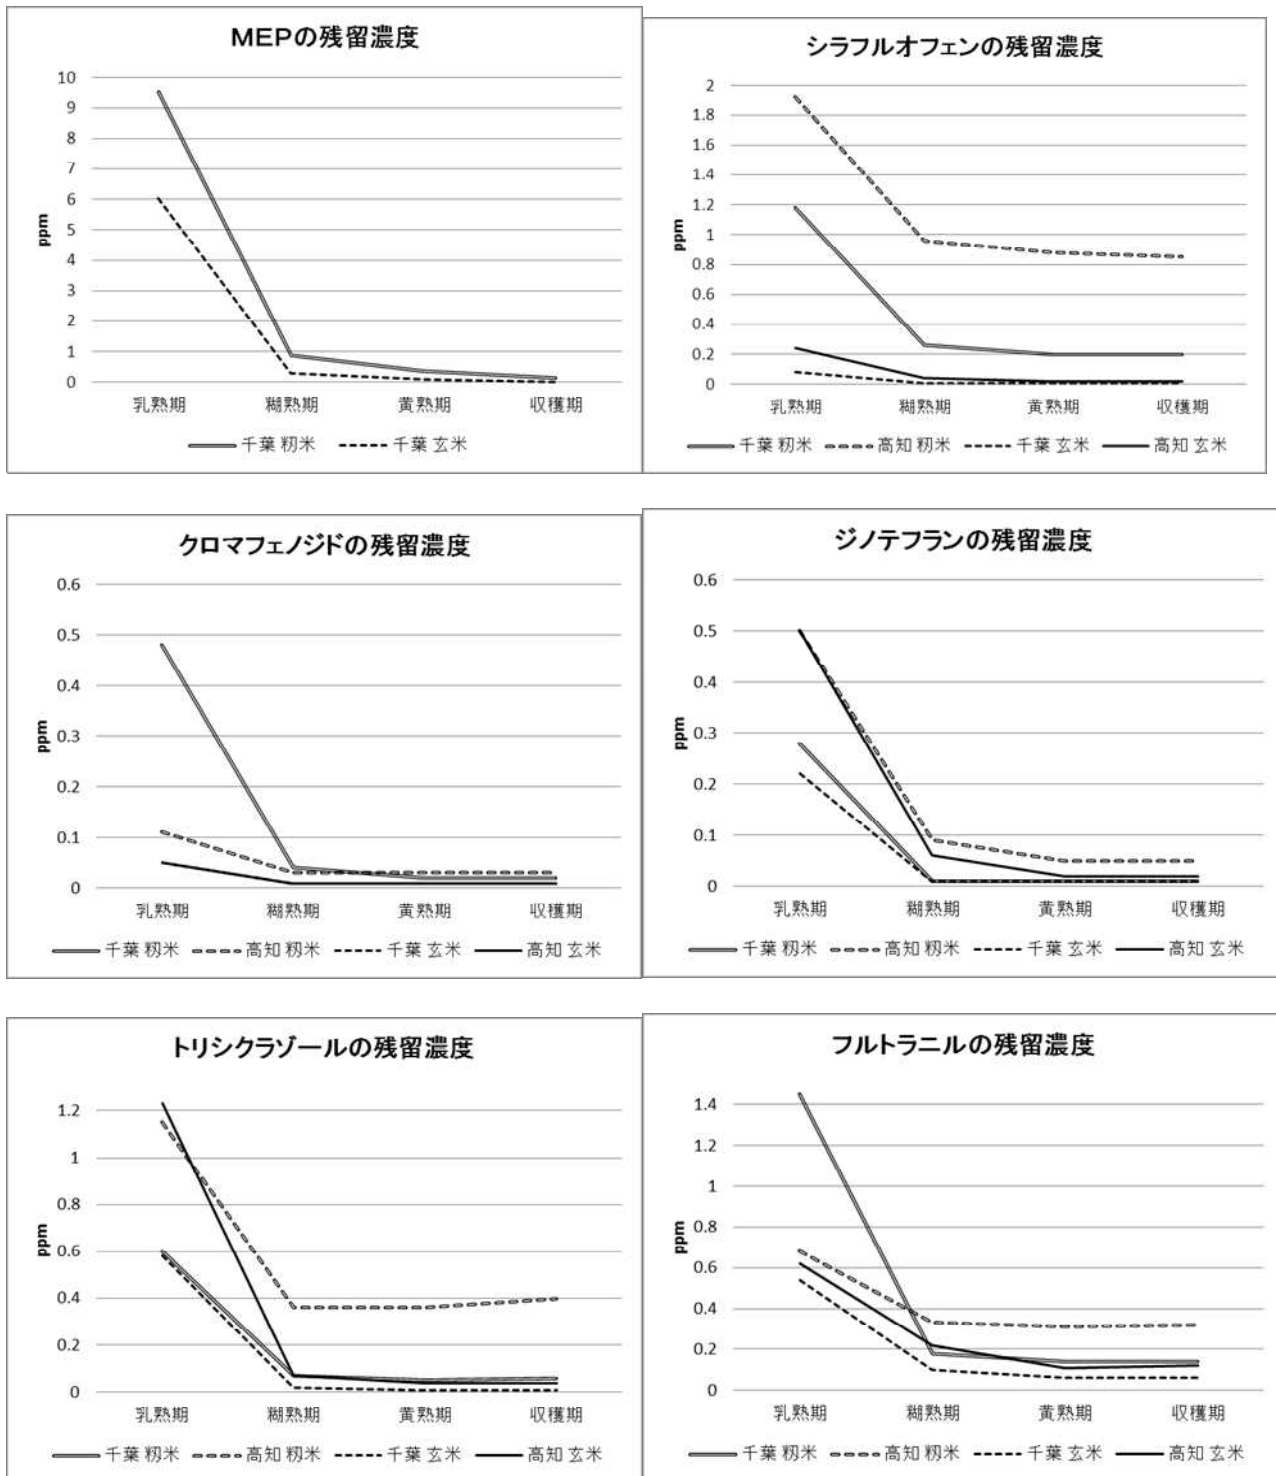 MEPの残留濃度
10
9
8
7
6
5
4
3
2
1
0
ppm
乳熟期 糊熟期 黄熟期 収穫期
千葉 籾米 千葉 玄米
シラフルオフェンの残留濃度
2
1.8
1.6
1.4
1.2
1
0.8
0.6
0.4
0.2
0
ppm
乳熟期 糊熟期 黄熟期 収穫期
千葉 籾米 高知 籾米 千葉 玄米 高知 玄米
クロマフェノジドの残留濃度
0.6
0.5
0.4
0.3
0.2
0.1
0
ppm
乳熟期 糊熟期 黄熟期 収穫期
千葉 籾米 高知 籾米 千葉 玄米 高知 玄米
ジノテフランの残留濃度
0.6
0.5
0.4
0.3
0.2
0.1
0
ppm
乳熟期 糊熟期 黄熟期 収穫期
千葉 籾米 高知 籾米 千葉 玄米 高知 玄米
トリシクラゾールの残留濃度
1.2
1
0.8
0.6
0.4
0.2
0
ppm
乳熟期 糊熟期 黄熟期 収穫期
千葉 籾米 高知 籾米 千葉 玄米 高知 玄米
フルトラニルの残留濃度
1.4
1.2
1
0.8
0.6
0.4
0.2
0
ppm
乳熟期 糊熟期 黄熟期 収穫期
千葉 籾米 高知 籾米 千葉 玄米 高知 玄米